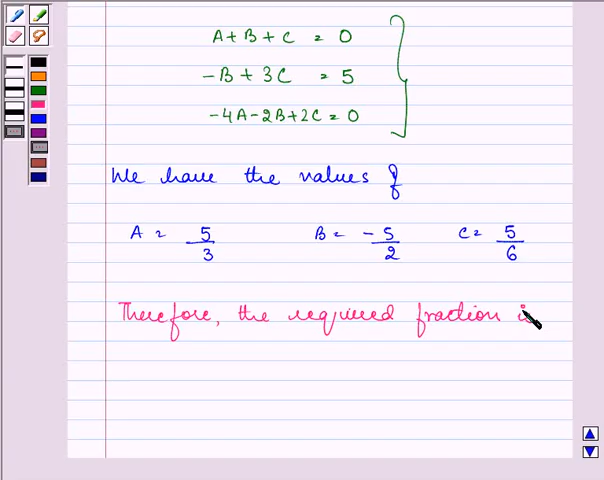 A + B + C = 0
-B + 3C = 5
-4A - 2B + 2C = 0
We have the values of
A = 5/3 B = -5/2 C = 5/6
Therefore, the required fraction is